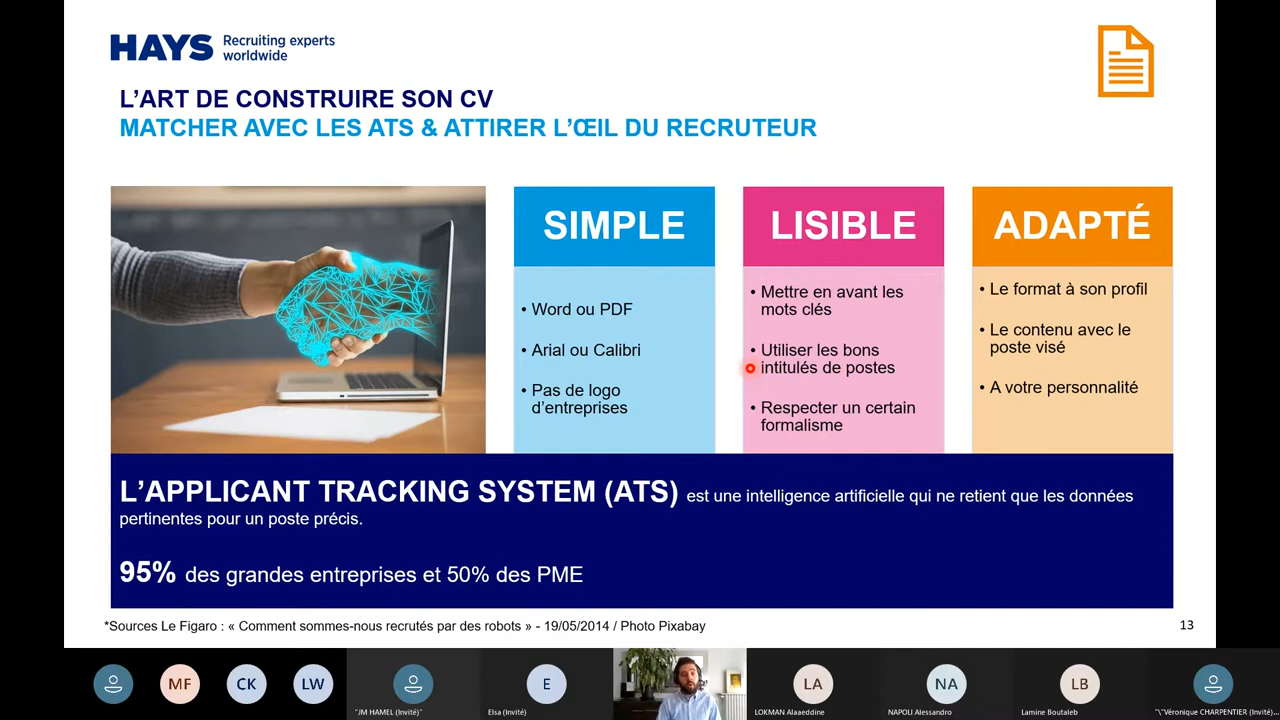 HAYS Recruiting experts
worldwide
L’ART DE CONSTRUIRE SON CV
MATCHER AVEC LES ATS & ATTIRER L’ŒIL DU RECRUTEUR
SIMPLE
• Word ou PDF
• Arial ou Calibri
• Pas de logo
d’entreprises
LISIBLE
• Mettre en avant les
mots clés
• Utiliser les bons
intitulés de postes
• Respecter un certain
formalisme
ADAPTÉ
• Le format à son profil
• Le contenu avec le
poste visé
• A votre personnalité
L’APPLICANT TRACKING SYSTEM (ATS) est une intelligence artificielle qui ne retient que les données
pertinentes pour un poste précis.
95% des grandes entreprises et 50% des PME
*Sources Le Figaro : « Comment sommes-nous recrutés par des robots » - 19/05/2014 / Photo Pixabay
13
MF
CK
LW
"JM HAMEL (Invité)"
E
Elsa (Invité)
LA
LOKMAN Alaaeddine
NA
NAPOLI Alessandro
LB
Lamine Boutaleb
"\"Véronique CHARPENTIER (Invité)...